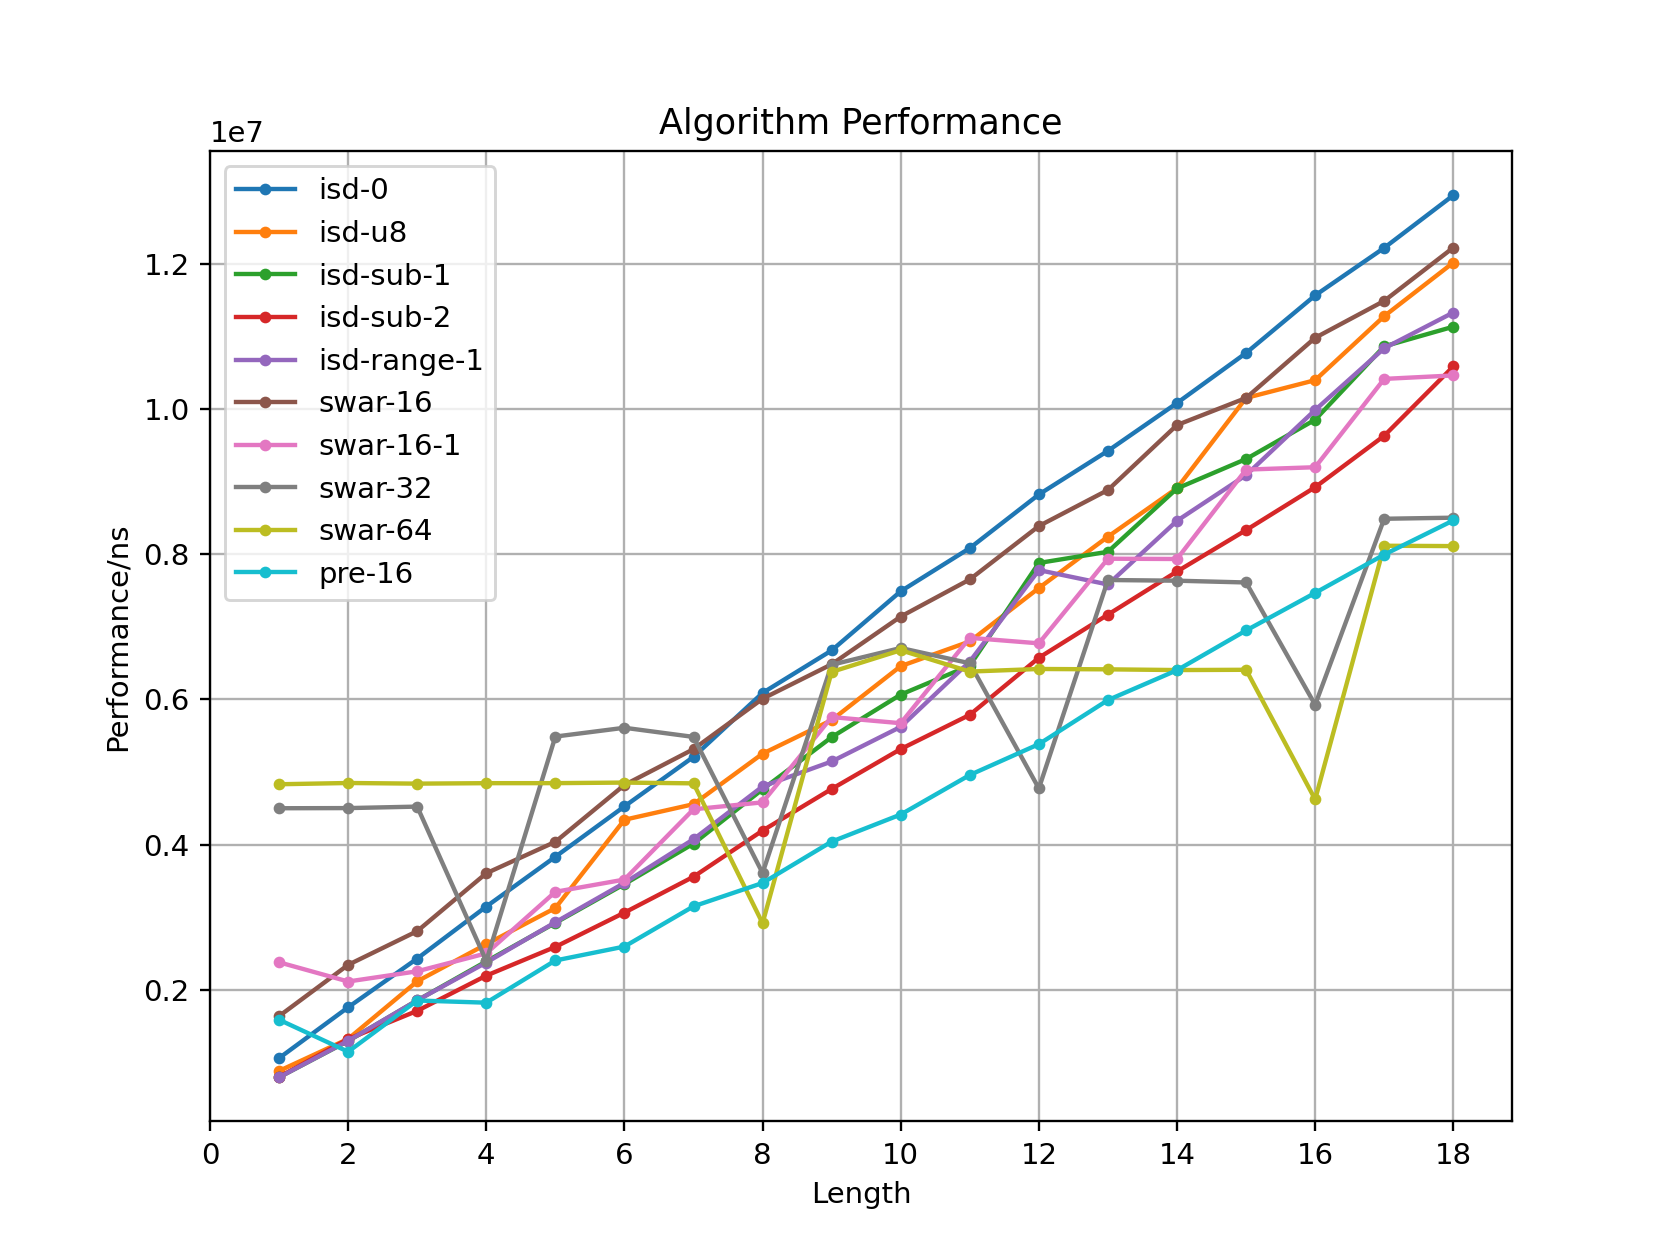 Algorithm Performance
1e7
isd-0
isd-u8
isd-sub-1
isd-sub-2
isd-range-1
swar-16
swar-16-1
swar-32
swar-64
pre-16
1.2
1.0
0.8
0.6
0.4
0.2
Performance/ns
0 2 4 6 8 10 12 14 16 18
Length